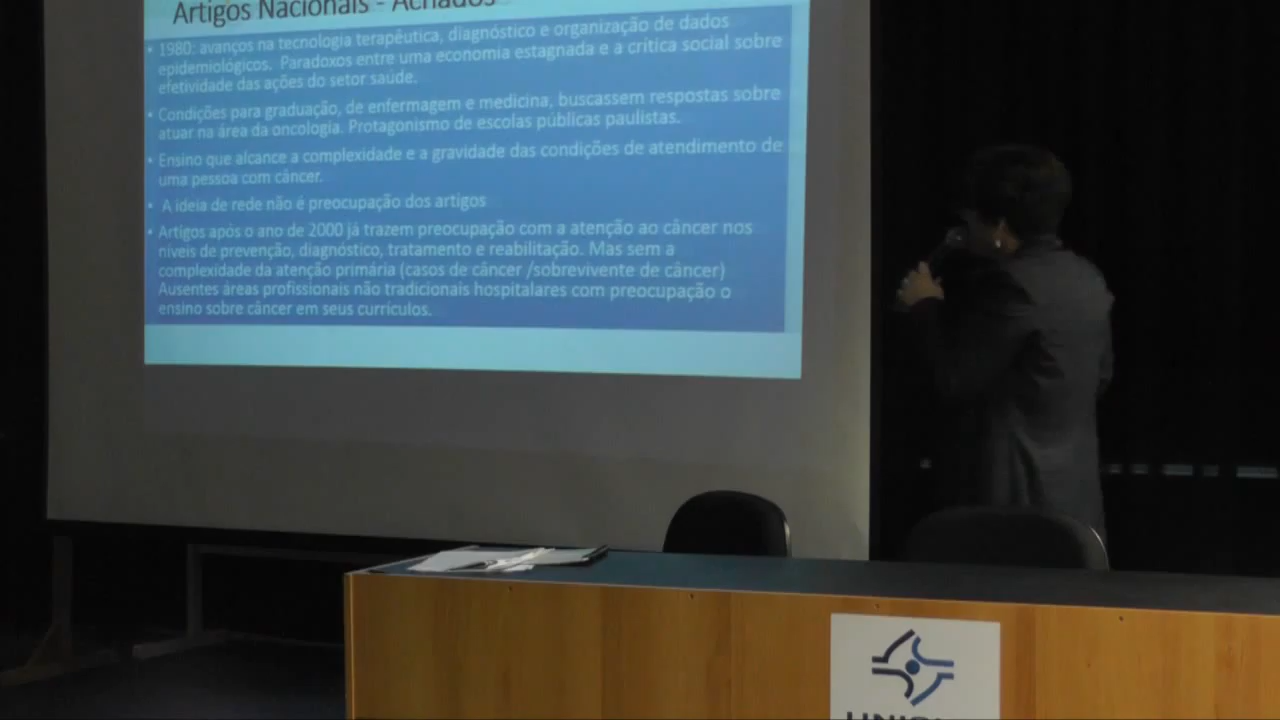 Artigos Nacionais - Achados
• 1980: avanços na tecnologia terapêutica, diagnóstico e organização de dados
epidemiológicos. Paradoxos entre uma economia estagnada e a crítica social sobre
efetividade das ações do setor saúde.
• Condições para graduação, de enfermagem e medicina, buscassem respostas sobre
atuar na área da oncologia. Protagonismo de escolas públicas paulistas.
• Ensino que alcance a complexidade e a gravidade das condições de atendimento de
uma pessoa com câncer.
• A ideia de rede não é preocupação dos artigos
• Artigos após o ano de 2000 já trazem preocupação com a atenção ao câncer nos
níveis de prevenção, diagnóstico, tratamento e reabilitação. Mas sem a
complexidade da atenção primária (casos de câncer /sobrevivente de câncer)
Ausentes áreas profissionais não tradicionais hospitalares com preocupação o
ensino sobre câncer em seus currículos.